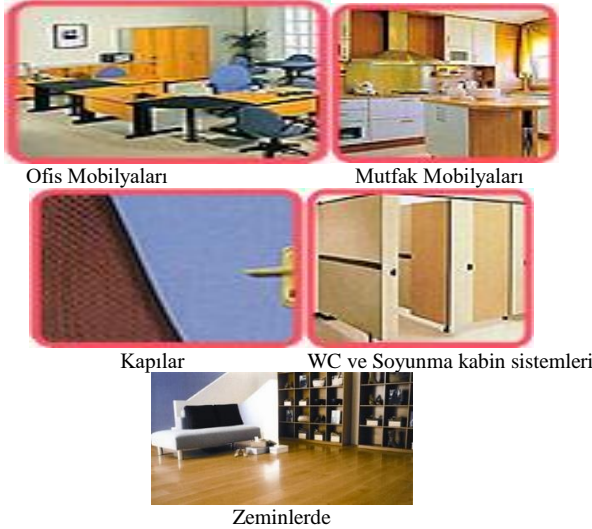 Ofis Mobilyaları Mutfak Mobilyaları
Kapılar WC ve Soyunma kabin sistemleri
Zeminlerde